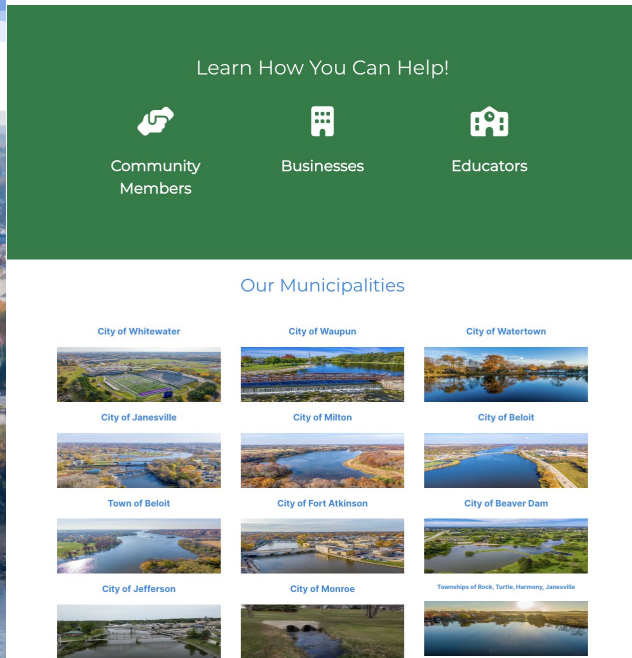 Learn How You Can Help!
Community
Members
Businesses
Educators
Our Municipalities
City of Whitewater
City of Waupun
City of Watertown
City of Janesville
City of Milton
City of Beloit
Town of Beloit
City of Fort Atkinson
City of Beaver Dam
City of Jefferson
City of Monroe
Townships of Rock, Turtle, Harmony, Janesville